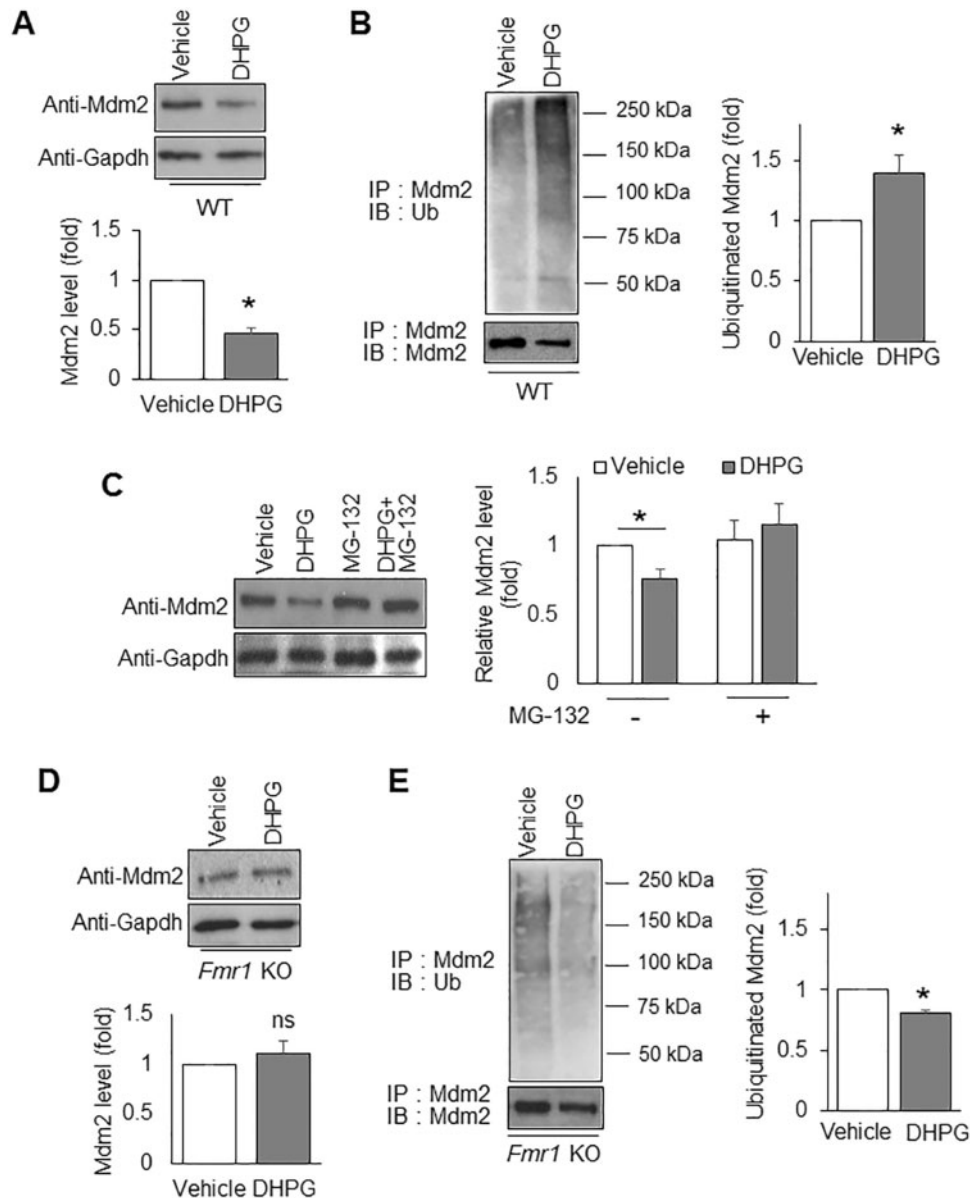 A
Vehicle
DHPG
Anti-Mdm2
Anti-Gapdh
WT
Mdm2 level (fold)
1
0.5
0
*
Vehicle DHPG
B
Vehicle
DHPG
250 kDa
150 kDa
100 kDa
75 kDa
50 kDa
IP : Mdm2
IB : Ub
IP : Mdm2
IB : Mdm2
WT
Ubiquitinated Mdm2 (fold)
1.5
1
0.5
0
*
Vehicle DHPG
C
Vehicle
DHPG
MG-132
DHPG+
MG-132
Anti-Mdm2
Anti-Gapdh
Vehicle DHPG
Relative Mdm2 level
(fold)
1.5
1
0.5
0
*
MG-132 - +
D
Vehicle
DHPG
Anti-Mdm2
Anti-Gapdh
Fmr1 KO
Mdm2 level (fold)
1.5
1
0.5
0
ns
Vehicle DHPG
E
Vehicle
DHPG
250 kDa
150 kDa
100 kDa
75 kDa
50 kDa
IP : Mdm2
IB : Ub
IP : Mdm2
IB : Mdm2
Fmr1 KO
Ubiquitinated Mdm2 (fold)
1.5
1
0.5
0
*
Vehicle DHPG